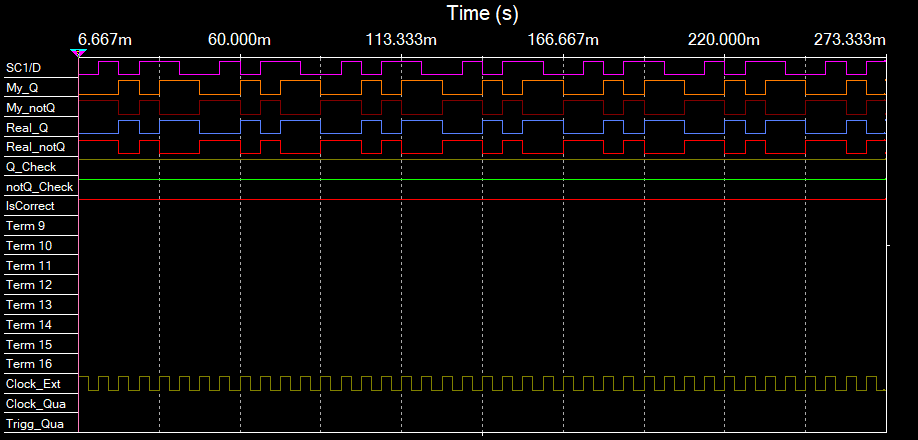 Time (s)
6.667m 60.000m 113.333m 166.667m 220.000m 273.333m
SC1/D
My_Q
My_notQ
Real_Q
Real_notQ
Q_Check
notQ_Check
IsCorrect
Term 9
Term 10
Term 11
Term 12
Term 13
Term 14
Term 15
Term 16
Clock_Ext
Clock_Qua
Trigg_Qua